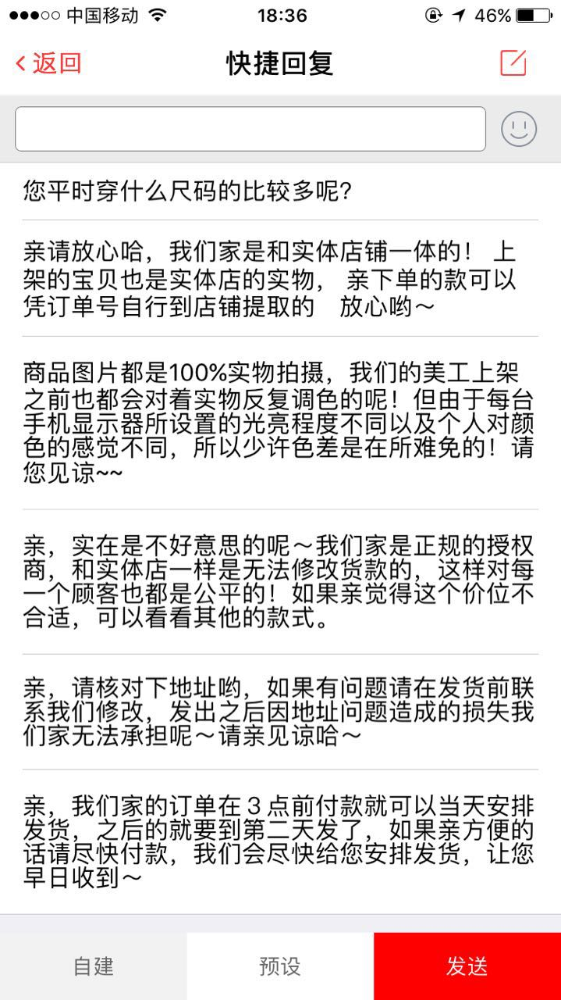 中国移动 18:36 46%
返回 快捷回复
您平时穿什么尺码的比较多呢？
亲请放心哈，我们家是和实体店铺一体的！ 上
架的宝贝也是实体店的实物， 亲下单的款可以
凭订单号自行到店铺提取的　放心哟～
商品图片都是100%实物拍摄，我们的美工上架
之前也都会对着实物反复调色的呢！但由于每台
手机显示器所设置的光亮程度不同以及个人对颜
色的感觉不同，所以少许色差是在所难免的！请
您见谅~~
亲，实在是不好意思的呢～我们家是正规的授权
商，和实体店一样是无法修改货款的，这样对每
一个顾客也都是公平的！如果亲觉得这个价位不
合适，可以看看其他的款式。
亲，请核对下地址哟，如果有问题请在发货前联
系我们修改，发出之后因地址问题造成的损失我
们家无法承担呢～请亲见谅哈～
亲，我们家的订单在３点前付款就可以当天安排
发货，之后的就要到第二天发了，如果亲方便的
话请尽快付款，我们会尽快给您安排发货，让您
早日收到～
自建 预设 发送